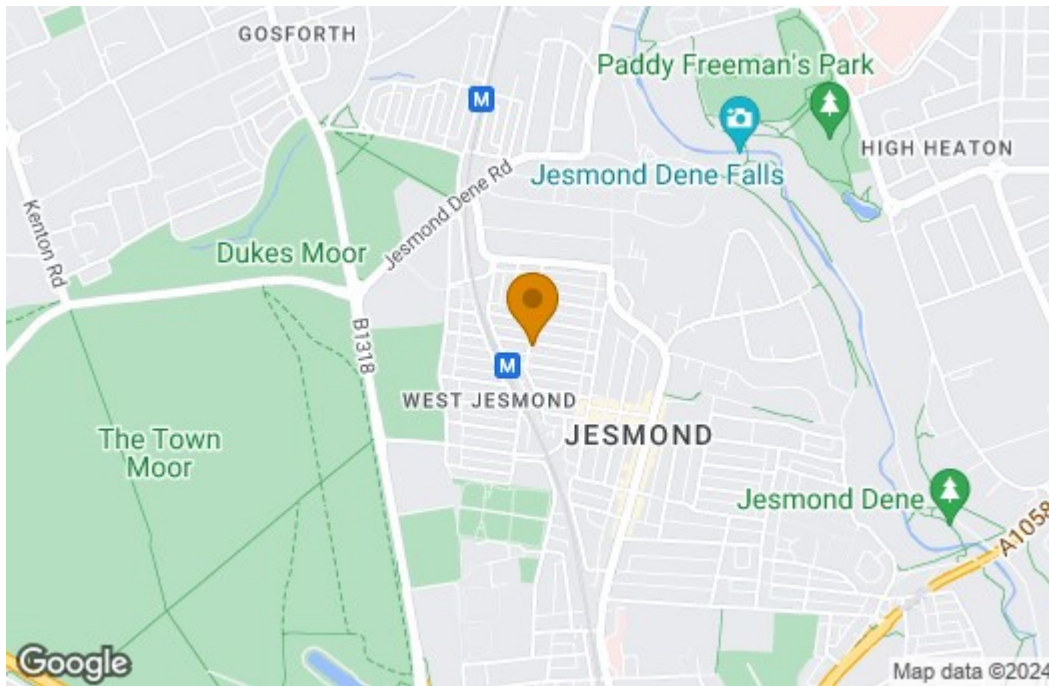 GOSFORTH
M
Paddy Freeman's Park
HIGH HEATON
Jesmond Dene Falls
Jesmond Dene Rd
Kenton Rd
Dukes Moor
B1318
M
WEST JESMOND
JESMOND
The Town
Moor
Jesmond Dene
A1058
Google
Map data ©2024